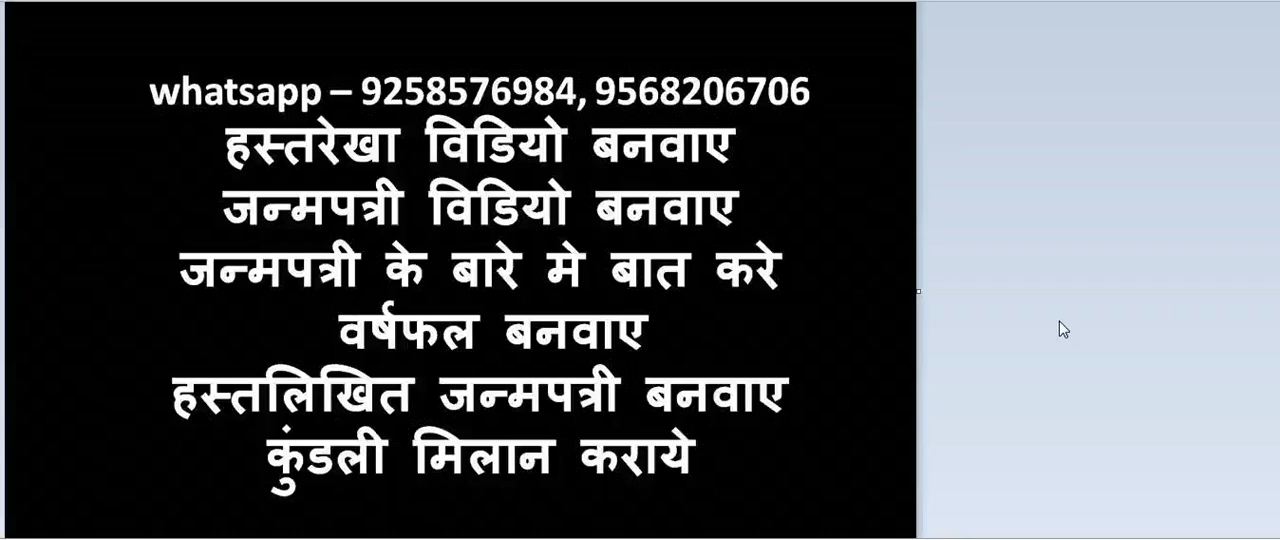 whatsapp – 9258576984, 9568206706
हस्तरेखा विडियो बनवाए
जन्मपत्री विडियो बनवाए
जन्मपत्री के बारे मे बात करे
वर्षफल बनवाए
हस्तलिखित जन्मपत्री बनवाए
कुंडली मिलान कराये